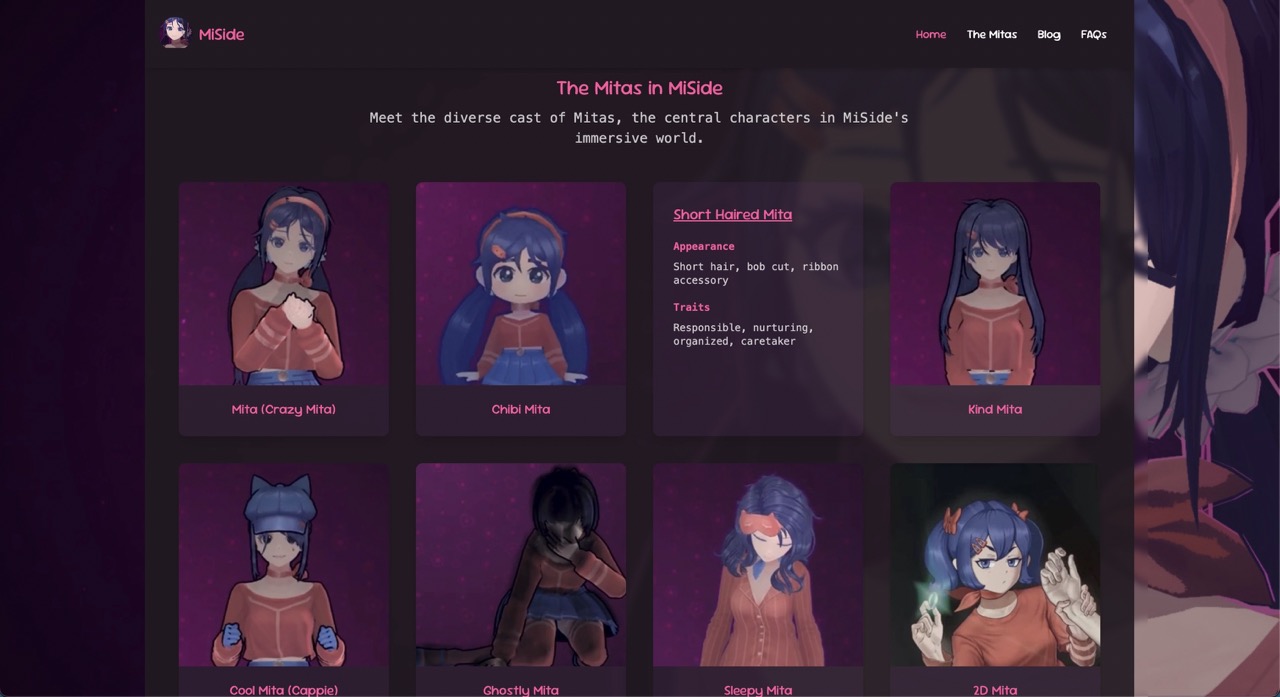 MiSide
Home The Mitas Blog FAQs
The Mitas in MiSide
Meet the diverse cast of Mitas, the central characters in MiSide's
immersive world.
Mita (Crazy Mita)
Chibi Mita
Short Haired Mita
Appearance
Short hair, bob cut, ribbon
accessory
Traits
Responsible, nurturing,
organized, caretaker
Kind Mita
Cool Mita (Cappie)
Ghostly Mita
Sleepy Mita
2D Mita